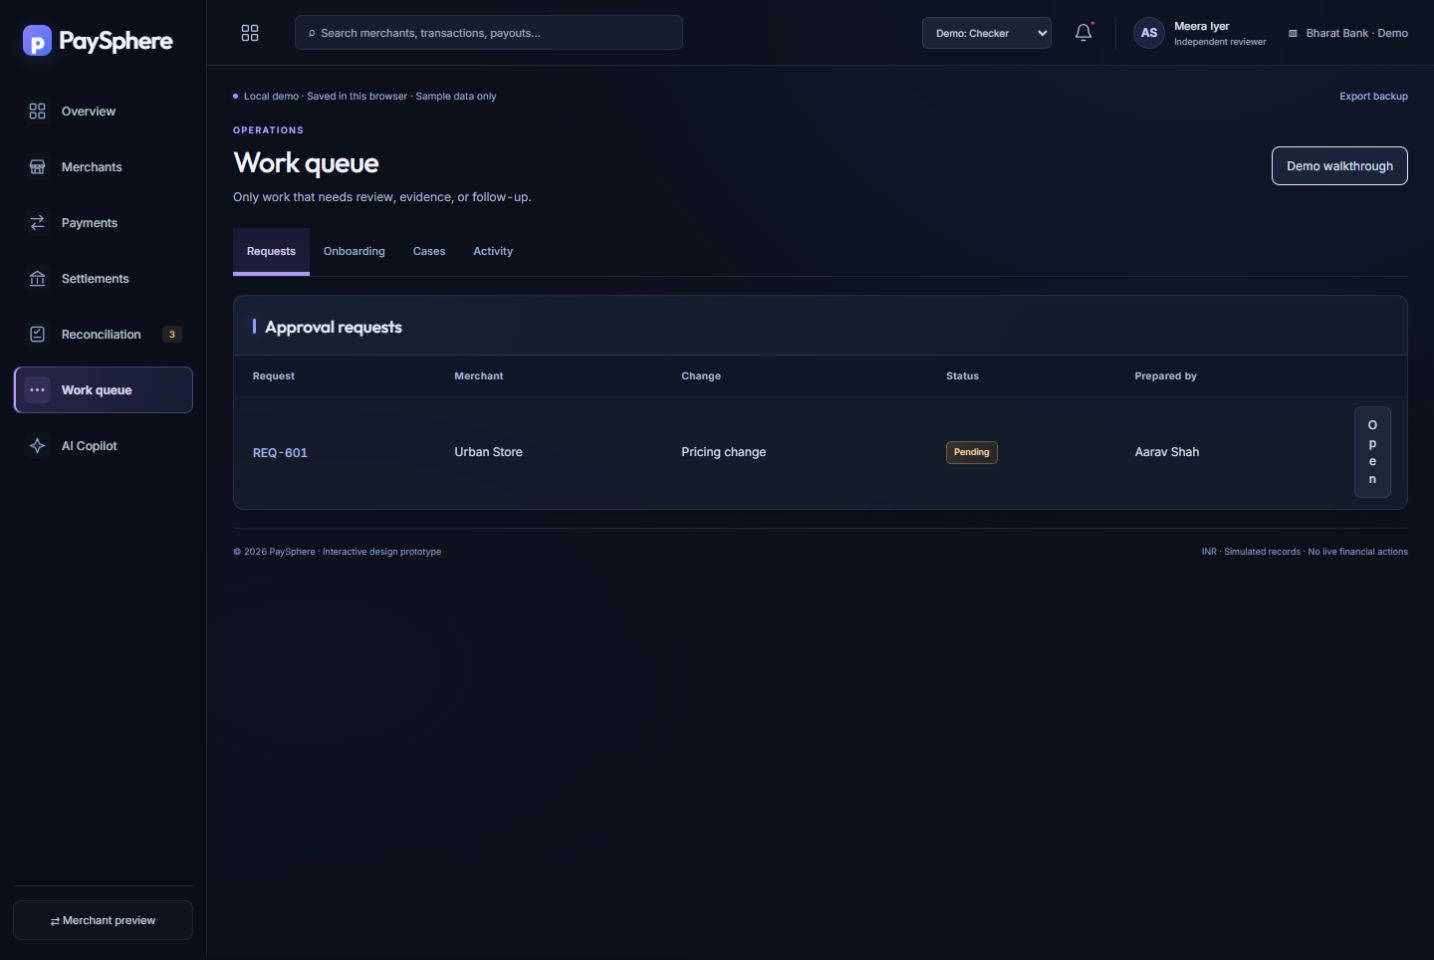 p PaySphere
Search merchants, transactions, payouts...
Demo: Checker
AS
Meera Iyer
Independent reviewer
Bharat Bank · Demo
Overview
Merchants
Payments
Settlements
Reconciliation 3
Work queue
AI Copilot
Merchant preview
Local demo · Saved in this browser · Sample data only
Export backup
OPERATIONS
Work queue
Only work that needs review, evidence, or follow-up.
Demo walkthrough
Requests Onboarding Cases Activity
Approval requests
Request Merchant Change Status Prepared by
REQ-601 Urban Store Pricing change Pending Aarav Shah
O
p
e
n
© 2026 PaySphere · Interactive design prototype
INR · Simulated records · No live financial actions